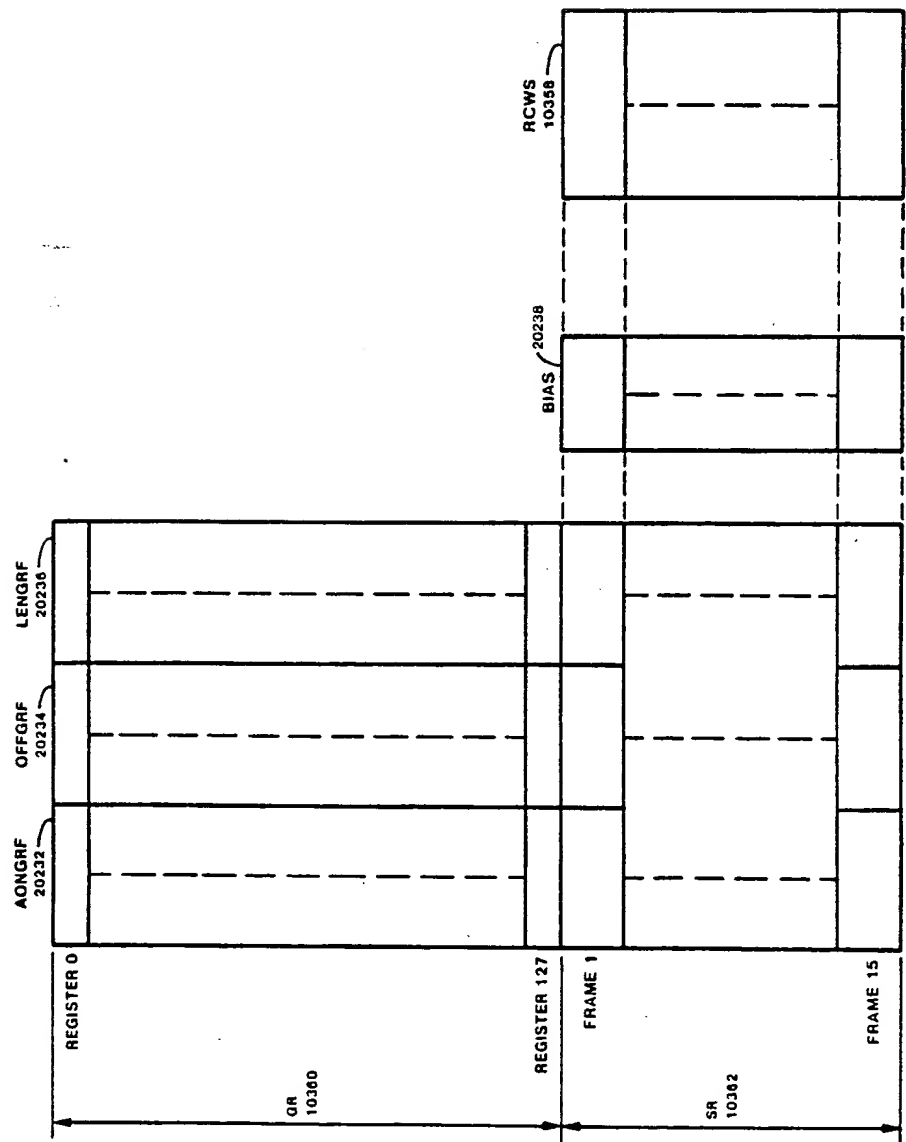 AONGRF
20232
OFFGRF
20234
LENGRF
20236
REGISTER 0
GR
10360
REGISTER 127
BIAS
20238
RCWS
10358
FRAME 1
SR
10362
FRAME 15